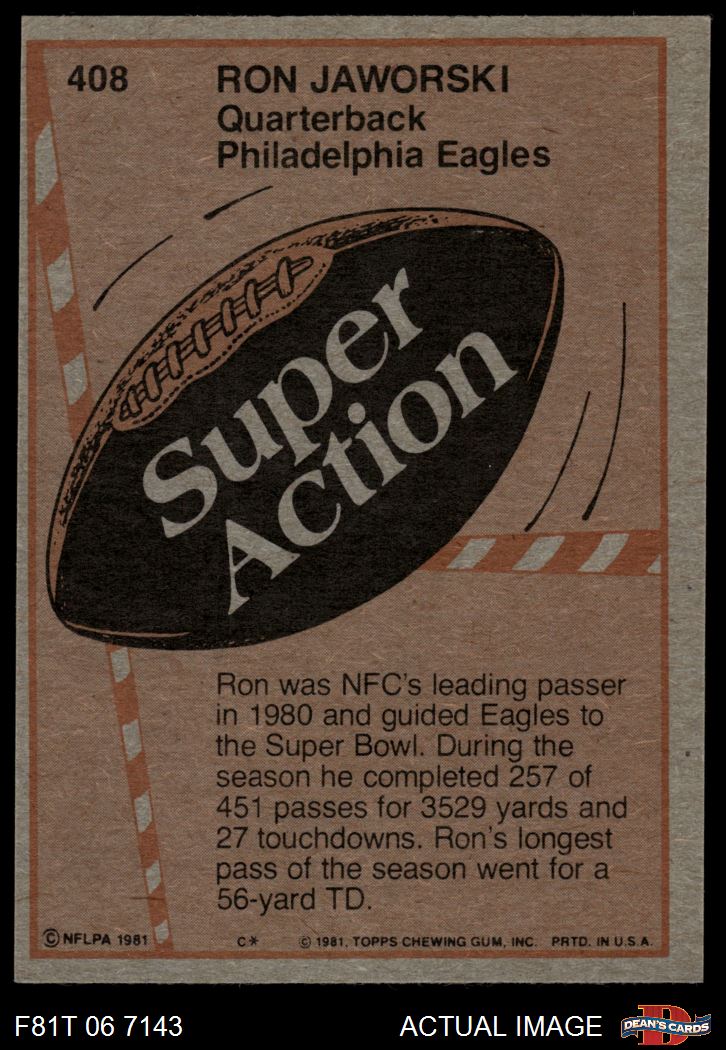 408
RON JAWORSKI
Quarterback
Philadelphia Eagles
Super
Action
Ron was NFC's leading passer
in 1980 and guided Eagles to
the Super Bowl. During the
season he completed 257 of
451 passes for 3529 yards and
27 touchdowns. Ron's longest
pass of the season went for a
56-yard TD.
© NFLPA 1981 C* © 1981, TOPPS CHEWING GUM, INC. PRTD. IN U.S.A.
F81T 06 7143 ACTUAL IMAGE D DEAN'S CARDS